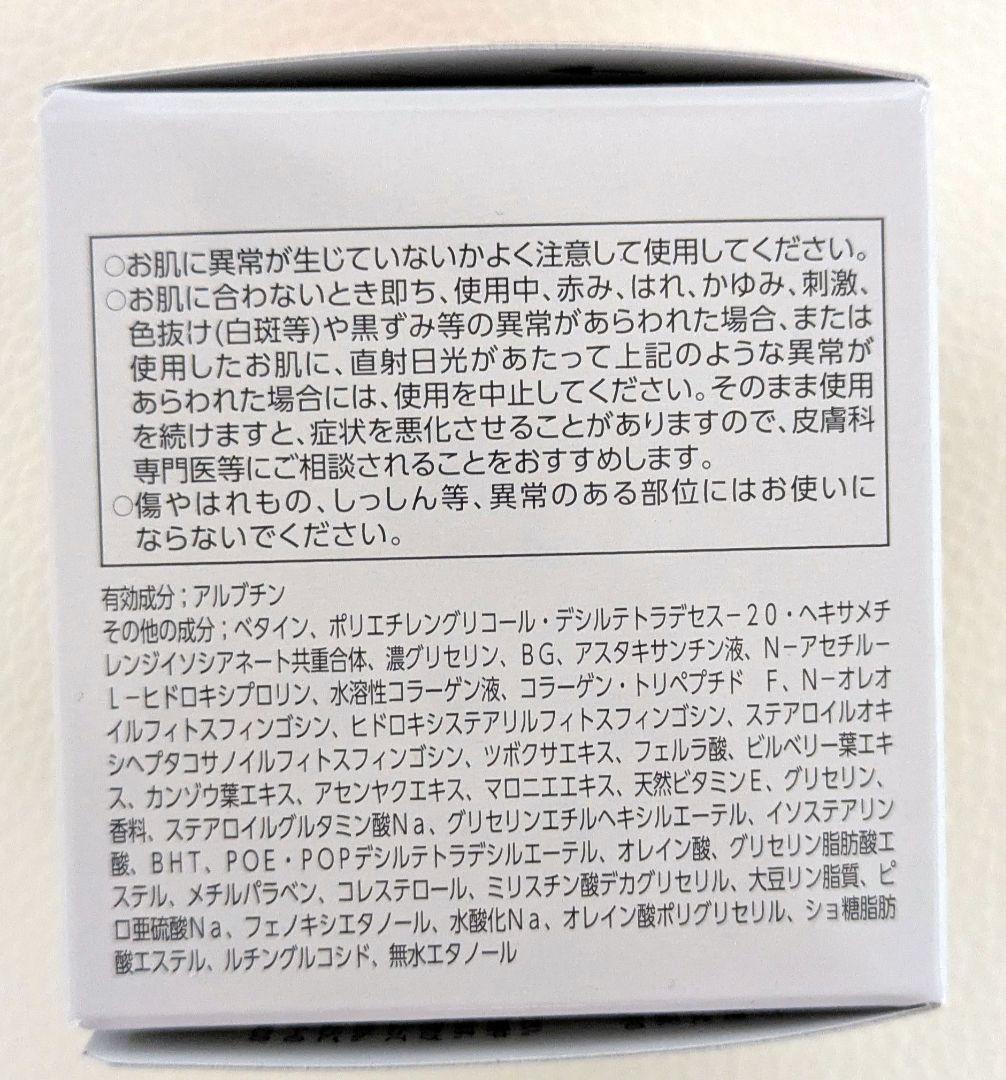 ○お肌に異常が生じていないかよく注意して使用してください。
○お肌に合わないとき即ち、使用中、赤み、はれ、かゆみ、刺激、
色抜け(白斑等)や黒ずみ等の異常があらわれた場合、または
使用したお肌に、直射日光があたって上記のような異常が
あらわれた場合には、使用を中止してください。そのまま使用
を続けますと、症状を悪化させることがありますので、皮膚科
専門医等にご相談されることをおすすめします。
○傷やはれもの、しっしん等、異常のある部位にはお使いに
ならないでください。
有効成分；アルブチン
その他の成分；ベタイン、ポリエチレングリコール・デシルテトラデセス－２０・ヘキサメチ
レンジイソシアネート共重合体、濃グリセリン、ＢＧ、アスタキサンチン液、Ｎ－アセチル－
Ｌ－ヒドロキシプロリン、水溶性コラーゲン液、コラーゲン・トリペプチド　Ｆ、Ｎ－オレオ
イルフィトスフィンゴシン、ヒドロキシステアリルフィトスフィンゴシン、ステアロイルオキ
シヘプタコサノイルフィトスフィンゴシン、ツボクサエキス、フェルラ酸、ビルベリー葉エキ
ス、カンゾウ葉エキス、アセンヤクエキス、マロニエエキス、天然ビタミンＥ、グリセリン、
香料、ステアロイルグルタミン酸Ｎａ、グリセリンエチルヘキシルエーテル、イソステアリン
酸、ＢＨＴ、ＰＯＥ・ＰＯＰデシルテトラデシルエーテル、オレイン酸、グリセリン脂肪酸エ
ステル、メチルパラベン、コレステロール、ミリスチン酸デカグリセリル、大豆リン脂質、ピ
ロ亜硫酸Ｎａ、フェノキシエタノール、水酸化Ｎａ、オレイン酸ポリグリセリル、ショ糖脂肪
酸エステル、ルチングルコシド、無水エタノール